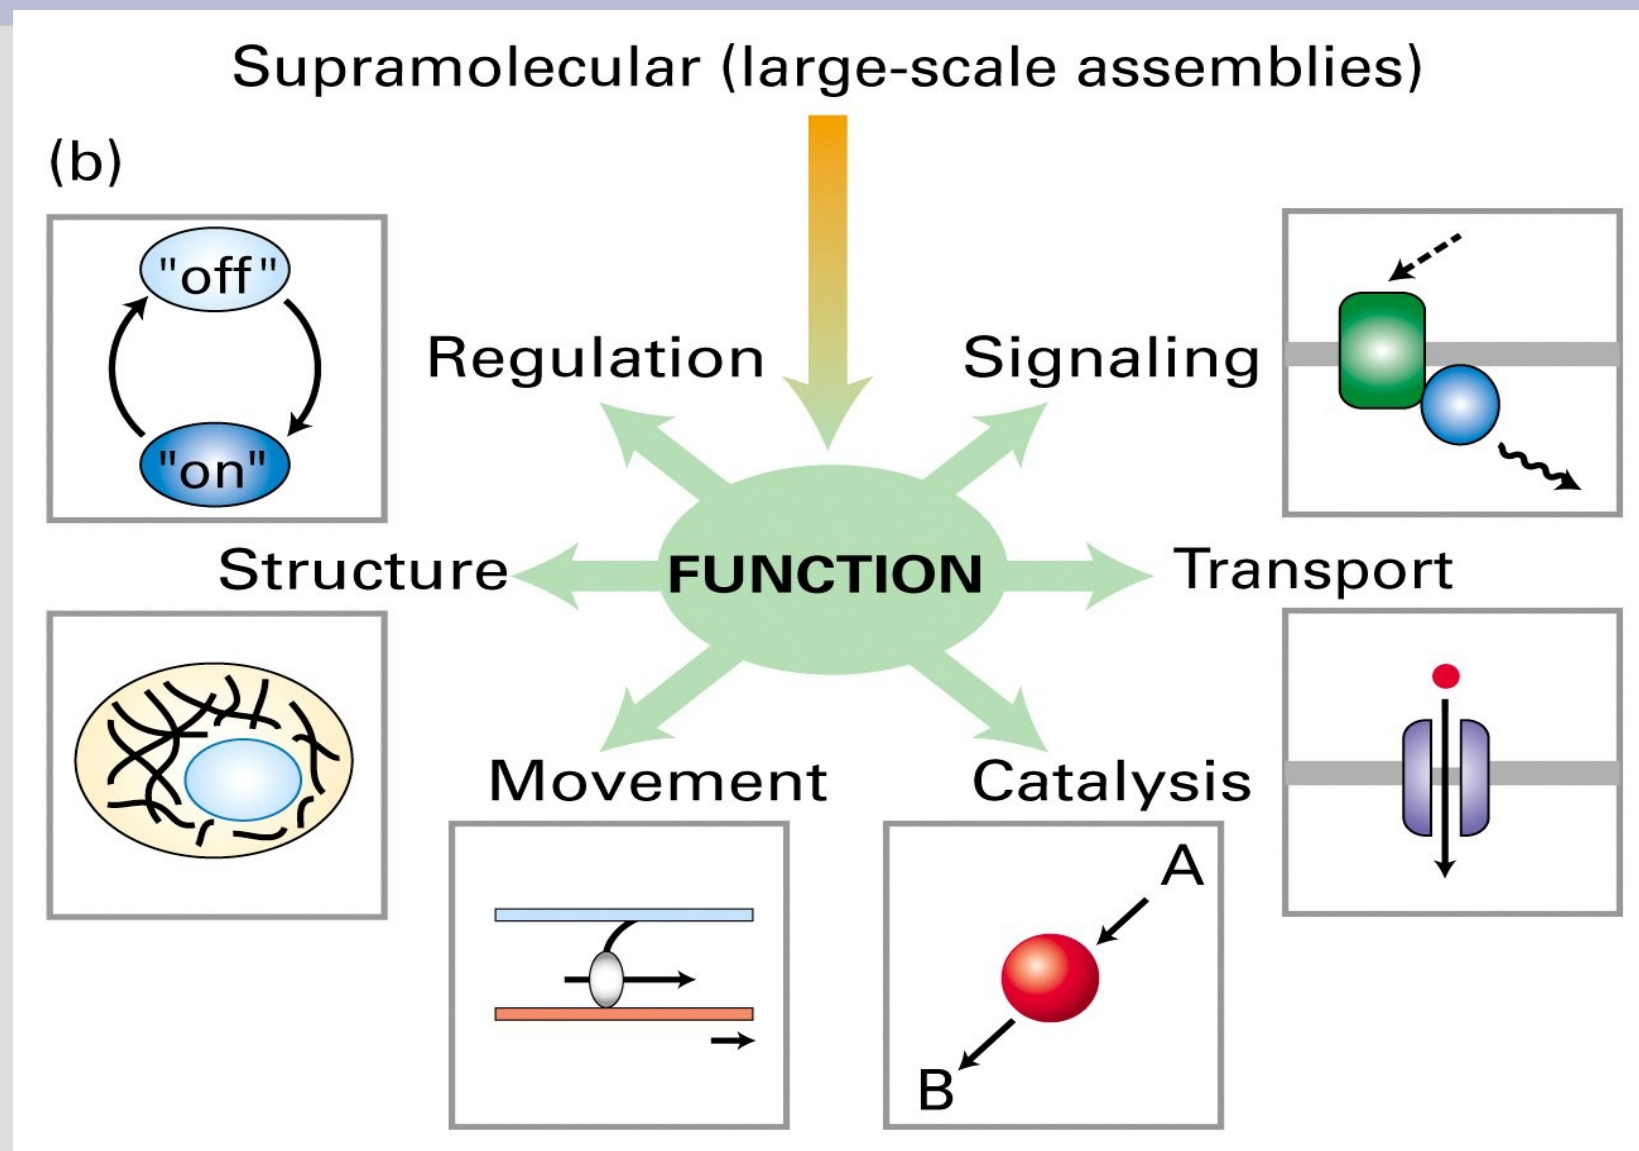 Supramolecular (large-scale assemblies)
(b)
"off"
"on"
Regulation
Signaling
Structure
FUNCTION
Transport
Movement
Catalysis
A
B